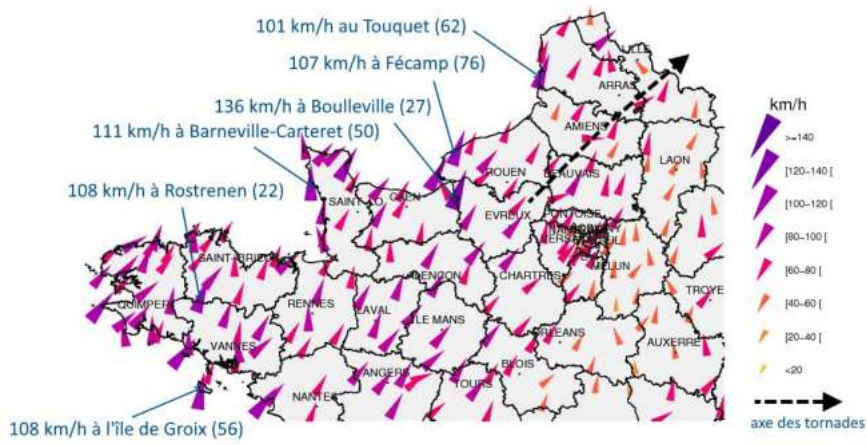 101 km/h au Touquet (62)
107 km/h à Fécamp (76)
136 km/h à Boulleville (27)
111 km/h à Barneville-Carteret (50)
108 km/h à Rostrenen (22)
108 km/h à l'île de Groix (56)
ARRAS
AMIENS
LAON
ROUEN
BEAUVAIS
SAINT-LO
CAEN
EVREUX
PONTOISE
MELUN
SAINT-BRIEUC
ALENCON
CHARTRES
TROYE
QUIMPER
RENNES
LAVAL
LE MANS
ORLEANS
AUXERRE
VANNES
BLOIS
ANGERS
TOURS
NANTES
km/h
>=140
[120-140 [
[100-120 [
[80-100 [
[60-80 [
[40-60 [
[20-40 [
<20
axe des tornades